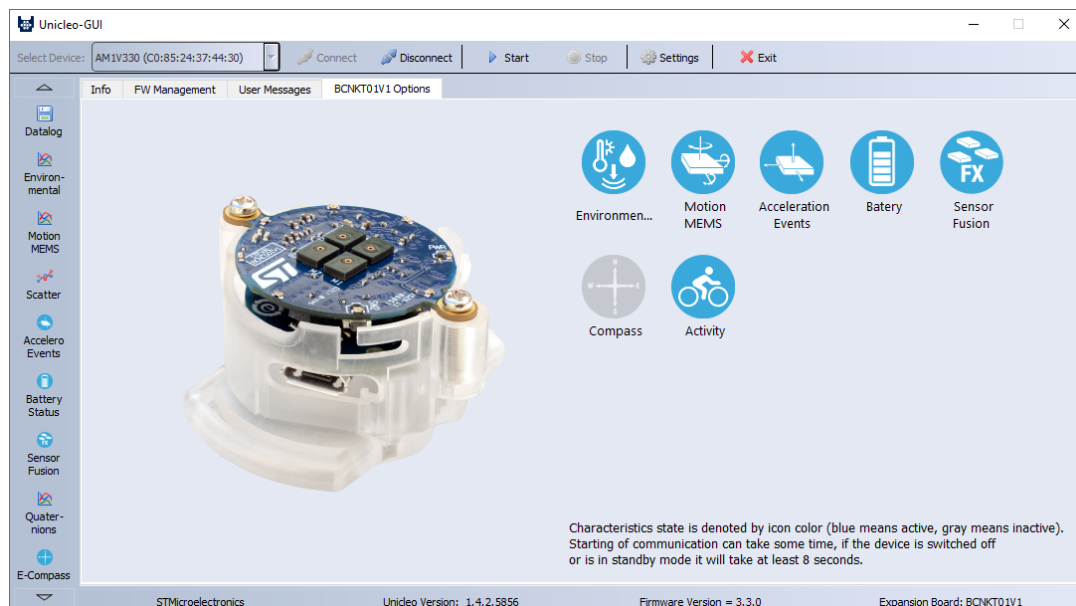 Unicleo-GUI
Select Device: AM1V330 (C0:85:24:37:44:30) Connect Disconnect Start Stop Settings Exit
Info FW Management User Messages BCNKT01V1 Options
Datalog
Environ-
mental
Motion
MEMS
Scatter
Accelero
Events
Battery
Status
Sensor
Fusion
Quater-
nions
E-Compass
PWR
ST
FX
Environmen...
Motion
MEMS
Acceleration
Events
Batery
Sensor
Fusion
N
W E
S
Compass
Activity
Characteristics state is denoted by icon color (blue means active, gray means inactive).
Starting of communication can take some time, if the device is switched off
or is in standby mode it will take at least 8 seconds.
STMicroelectronics Unicleo Version: 1.4.2.5856 Firmware Version = 3.3.0 Expansion Board: BCNKT01V1